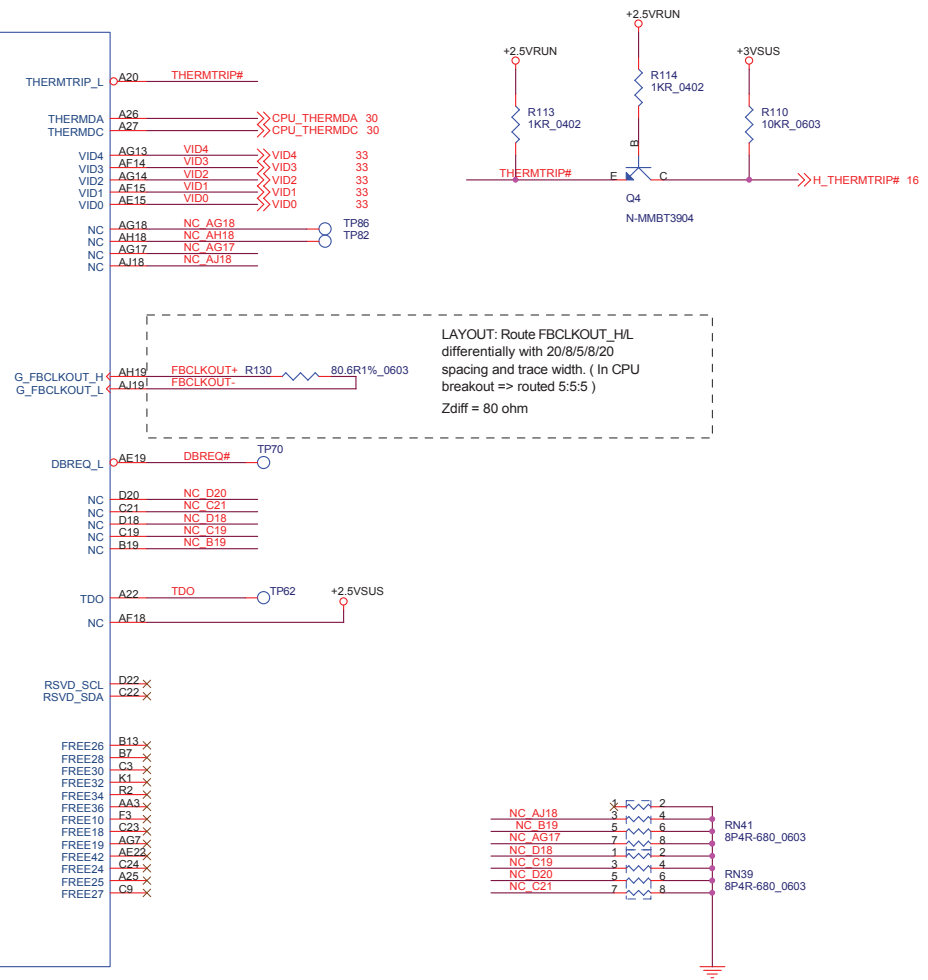 +2.5VRUN
+2.5VRUN
+3VSUS
R114
1KR_0402
R113
1KR_0402
R110
10KR_0603
B
THERMTRIP# E C H_THERMTRIP# 16
Q4
N-MMBT3904
THERMTRIP_L A20 THERMTRIP#
THERMDA A26 CPU_THERMDA 30
THERMDC A27 CPU_THERMDC 30
VID4 AG13 VID4 VID4 33
VID3 AF14 VID3 VID3 33
VID2 AG14 VID2 VID2 33
VID1 AF15 VID1 VID1 33
VID0 AE15 VID0 VID0 33
NC AG18 NC_AG18 TP86
NC AH18 NC_AH18 TP82
NC AG17 NC_AG17
NC AJ18 NC_AJ18
LAYOUT: Route FBCLKOUT_H/L
differentially with 20/8/5/8/20
spacing and trace width. ( In CPU
breakout => routed 5:5:5 )
Zdiff = 80 ohm
G_FBCLKOUT_H AH19 FBCLKOUT+ R130 80.6R1%_0603
G_FBCLKOUT_L AJ19 FBCLKOUT-
DBREQ_L AE19 DBREQ# TP70
NC D20 NC_D20
NC C21 NC_C21
NC D18 NC_D18
NC C19 NC_C19
NC B19 NC_B19
TDO A22 TDO TP62 +2.5VSUS
NC AF18
RSVD_SCL D22
RSVD_SDA C22
FREE26 B13
FREE28 B7
FREE30 C3
FREE32 K1
FREE34 R2
FREE36 AA3
FREE10 F3
FREE18 C23
FREE19 AG7
FREE42 AE22
FREE24 C24
FREE25 A25
FREE27 C9
1 2
NC_AJ18 3 4
NC_B19 5 6
NC_AG17 7 8
RN41
8P4R-680_0603
NC_D18 1 2
NC_C19 3 4
NC_D20 5 6
NC_C21 7 8
RN39
8P4R-680_0603